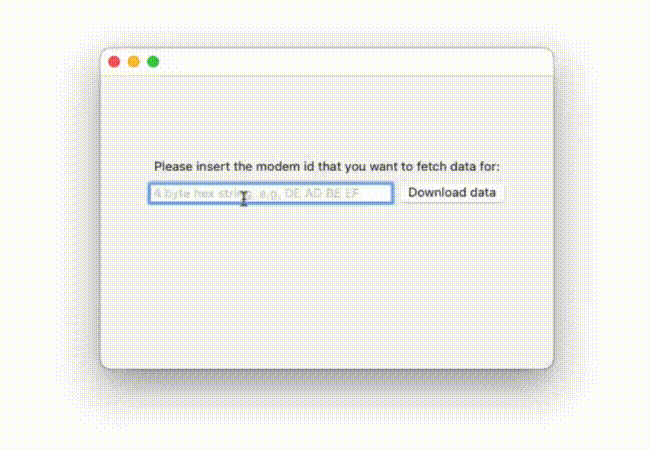 Please insert the modem id that you want to fetch data for:
4 byte hex string, e.g. DE AD BE EF
Download data